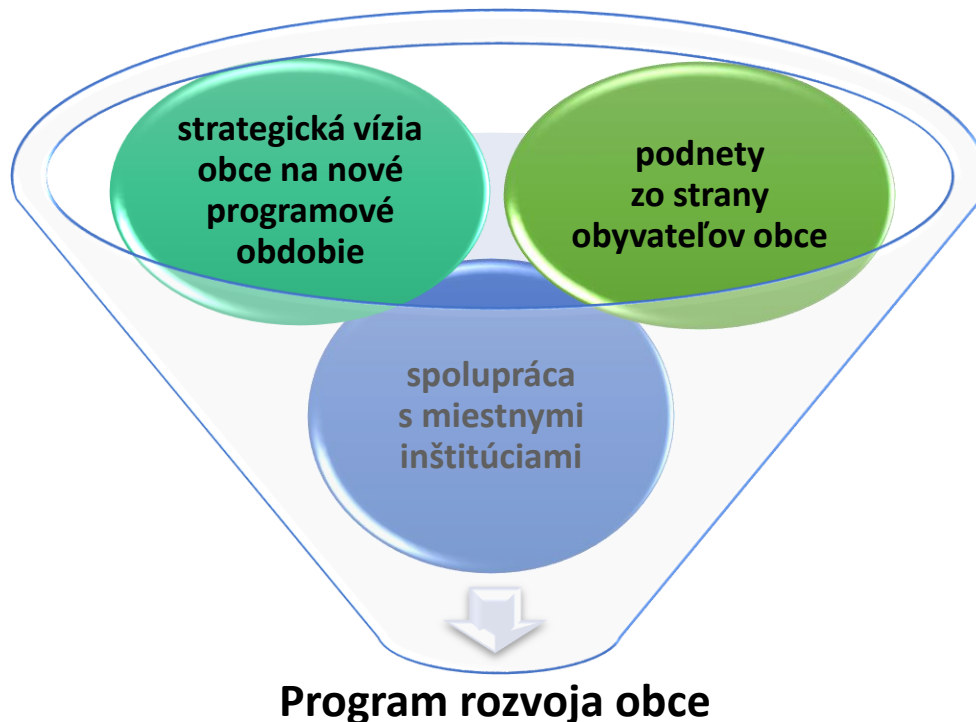 strategická vízia
obce na nové
programové
obdobie
podnety
zo strany
obyvateľov obce
spolupráca
s miestnymi
inštitúciami
Program rozvoja obce